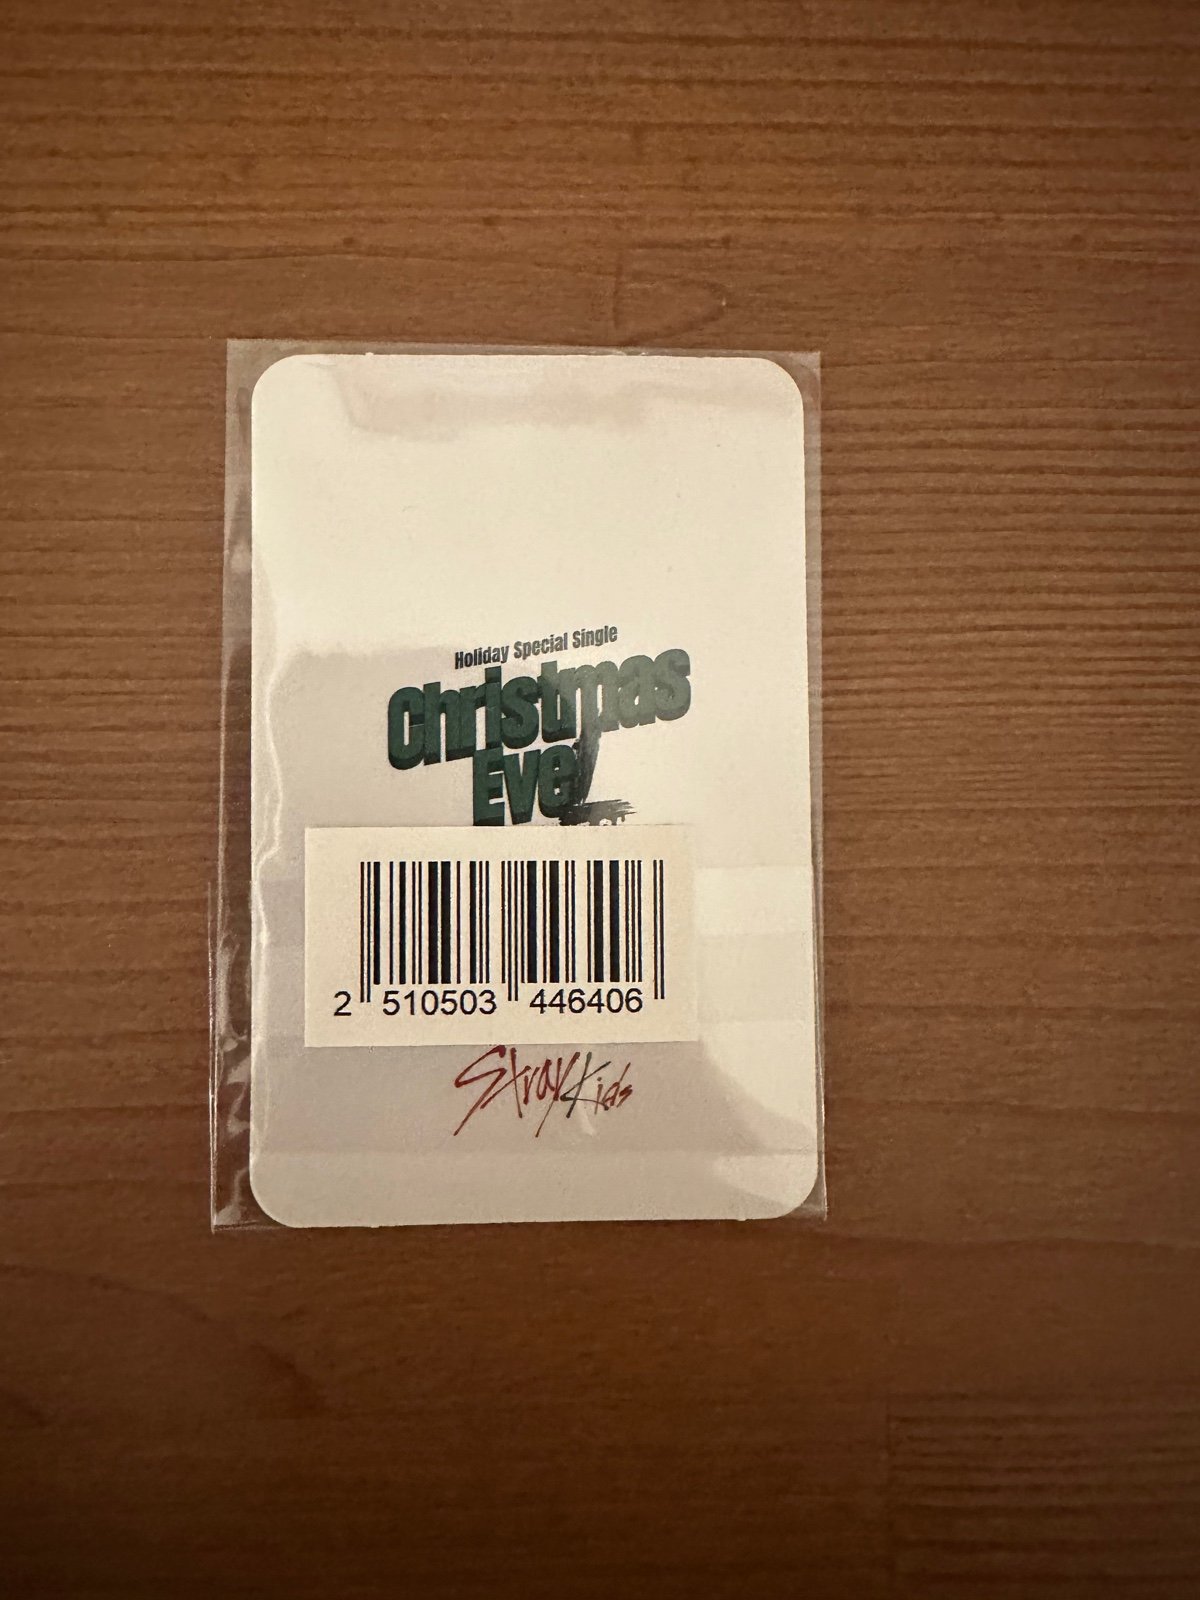 Holiday Special Single
Christmas
Evel
2 510503 446406
Stray Kids